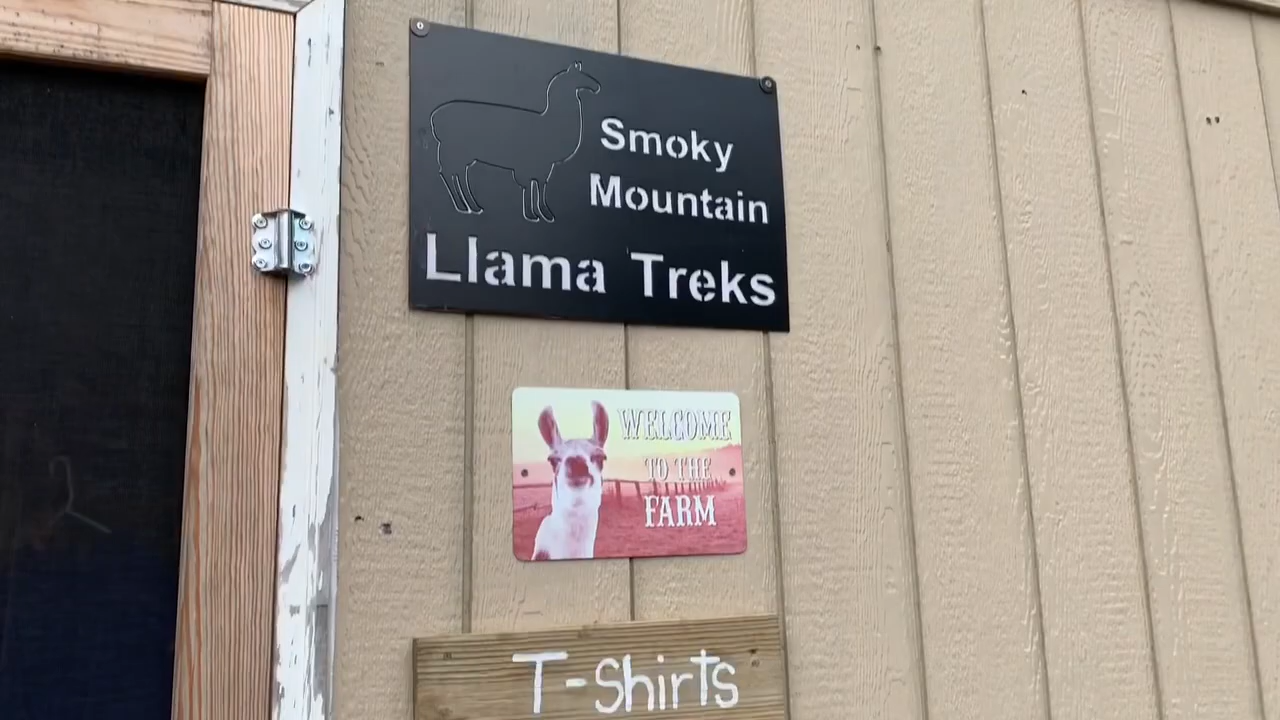 Smoky
Mountain
Llama Treks
WELCOME
TO THE
FARM
T-Shirts